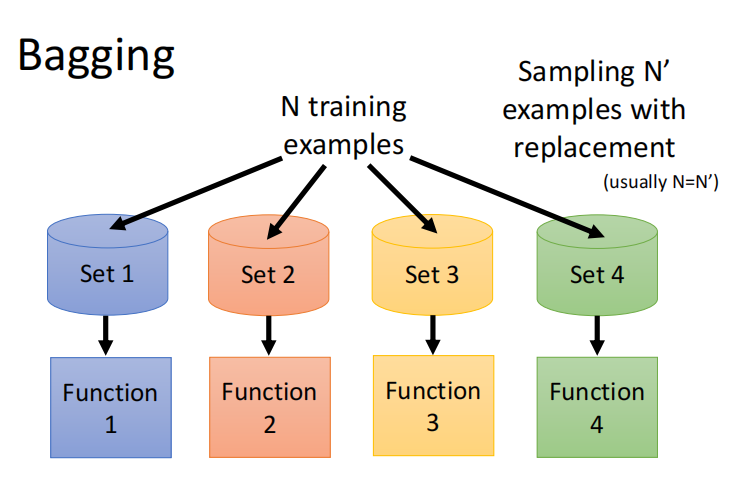 Bagging
N training
examples
Sampling N’
examples with
replacement
(usually N=N’)
Set 1
Set 2
Set 3
Set 4
Function
1
Function
2
Function
3
Function
4